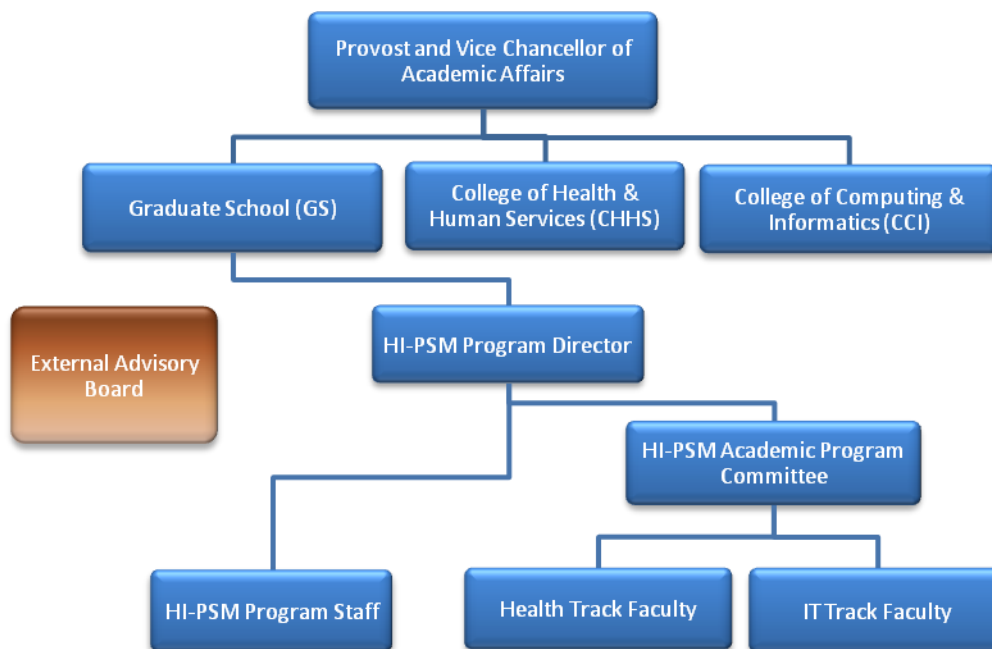 Provost and Vice Chancellor of
Academic Affairs
Graduate School (GS)
College of Health &
Human Services (CHHS)
College of Computing &
Informatics (CCI)
External Advisory
Board
HI-PSM Program Director
HI-PSM Academic Program
Committee
HI-PSM Program Staff
Health Track Faculty
IT Track Faculty